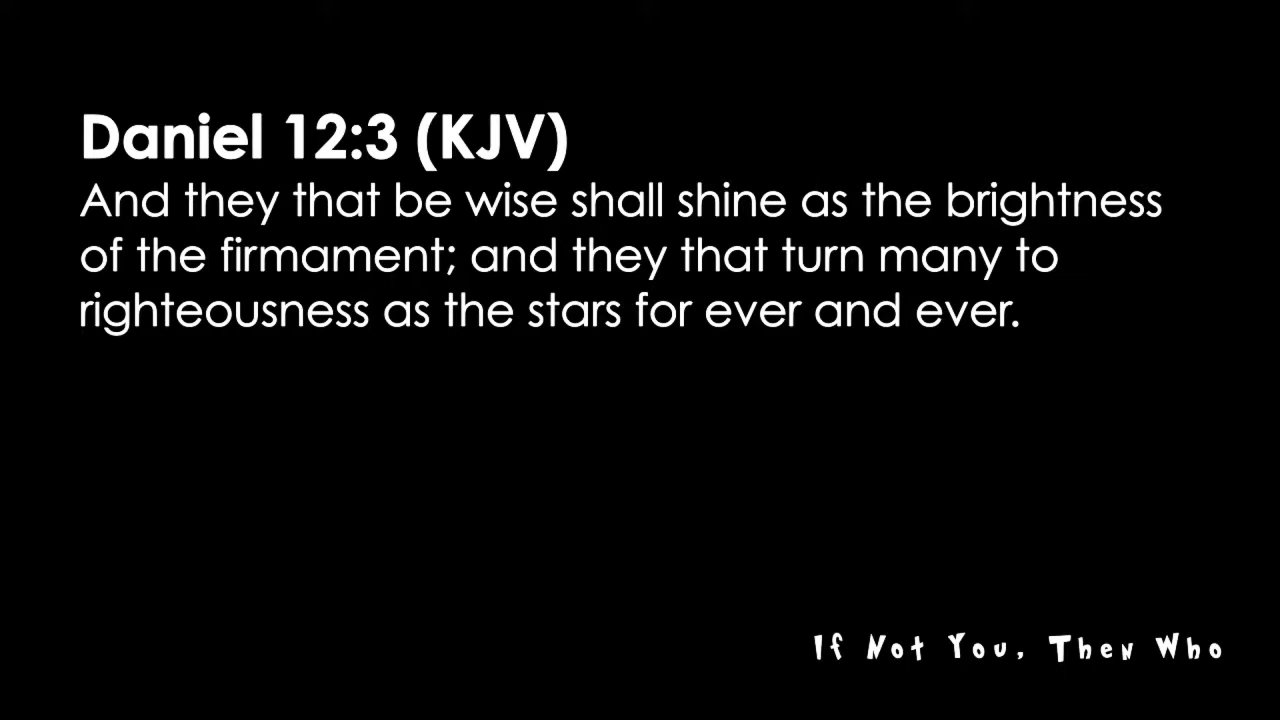 Daniel 12:3 (KJV)
And they that be wise shall shine as the brightness
of the firmament; and they that turn many to
righteousness as the stars for ever and ever.
If Not You, Then Who